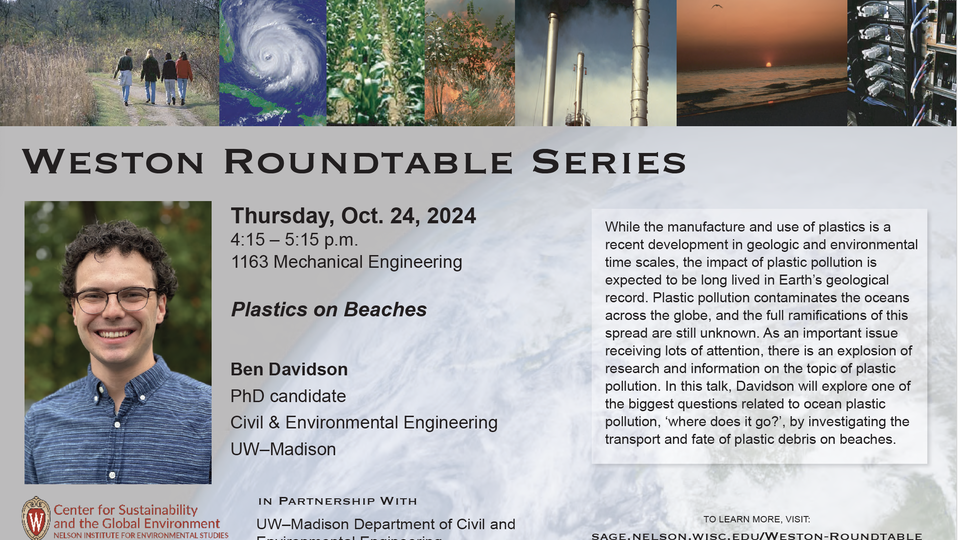 WESTON ROUNDTABLE SERIES
Thursday, Oct. 24, 2024
4:15 – 5:15 p.m.
1163 Mechanical Engineering
Plastics on Beaches
Ben Davidson
PhD candidate
Civil & Environmental Engineering
UW–Madison
While the manufacture and use of plastics is a
recent development in geologic and environmental
time scales, the impact of plastic pollution is
expected to be long lived in Earth's geological
record. Plastic pollution contaminates the oceans
across the globe, and the full ramifications of this
spread are still unknown. As an important issue
receiving lots of attention, there is an explosion of
research and information on the topic of plastic
pollution. In this talk, Davidson will explore one of
the biggest questions related to ocean plastic
pollution, ‘where does it go?’, by investigating the
transport and fate of plastic debris on beaches.
W
Center for Sustainability
and the Global Environment
NELSON INSTITUTE FOR ENVIRONMENTAL STUDIES
IN PARTNERSHIP WITH
UW–Madison Department of Civil and
Environmental Engineering
TO LEARN MORE, VISIT:
SAGE.NELSON.WISC.EDU/WESTON-ROUNDTABLE